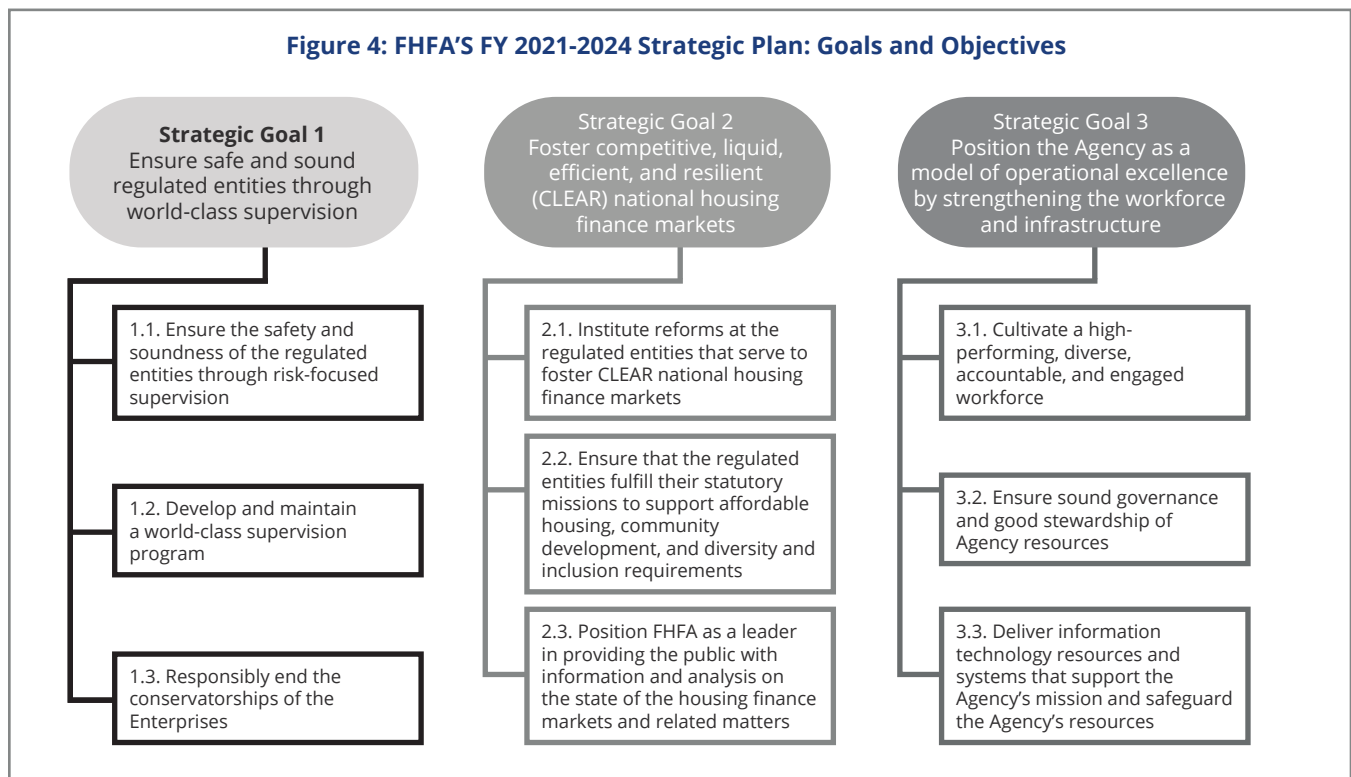 Figure 4: FHFA'S FY 2021-2024 Strategic Plan: Goals and Objectives
Strategic Goal 1
Ensure safe and sound
regulated entities through
world-class supervision
1.1. Ensure the safety and
soundness of the regulated
entities through risk-focused
supervision
1.2. Develop and maintain
a world-class supervision
program
1.3. Responsibly end the
conservatorships of the
Enterprises
Strategic Goal 2
Foster competitive, liquid,
efficient, and resilient
(CLEAR) national housing
finance markets
2.1. Institute reforms at the
regulated entities that serve to
foster CLEAR national housing
finance markets
2.2. Ensure that the regulated
entities fulfill their statutory
missions to support affordable
housing, community
development, and diversity and
inclusion requirements
2.3. Position FHFA as a leader
in providing the public with
information and analysis on
the state of the housing finance
markets and related matters
Strategic Goal 3
Position the Agency as a
model of operational excellence
by strengthening the workforce
and infrastructure
3.1. Cultivate a high-
performing, diverse,
accountable, and engaged
workforce
3.2. Ensure sound governance
and good stewardship of
Agency resources
3.3. Deliver information
technology resources and
systems that support the
Agency's mission and safeguard
the Agency's resources